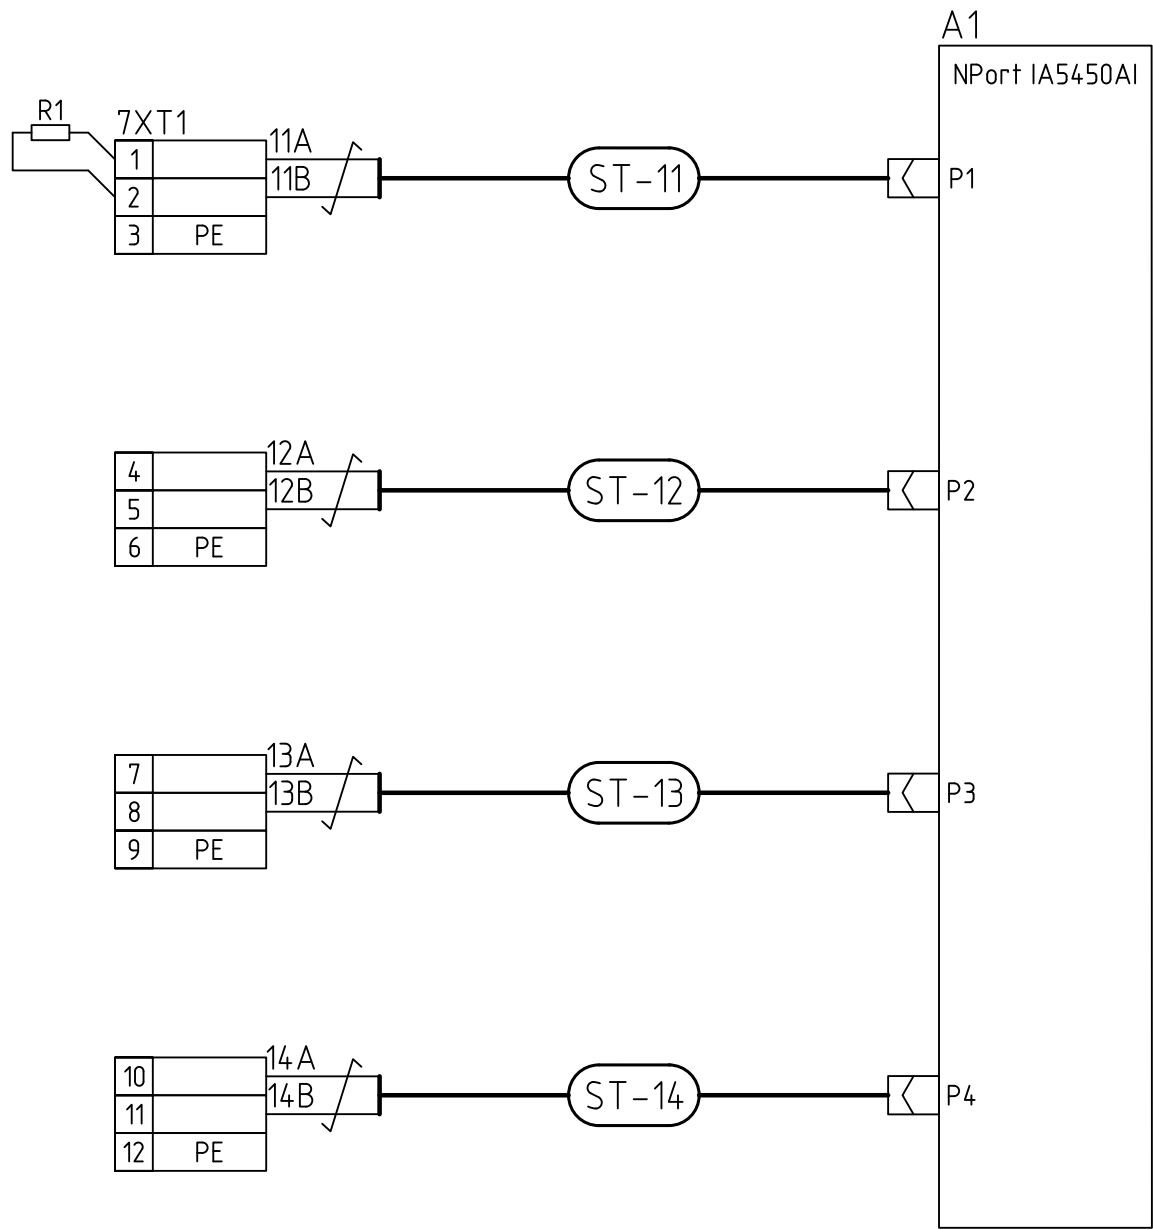 A1
NPort IA5450AI
R1
7XT1
1
11A
2
11B
3 PE
ST-11
P1
4
12A
5
12B
6 PE
ST-12
P2
7
13A
8
13B
9 PE
ST-13
P3
10
14A
11
14B
12 PE
ST-14
P4